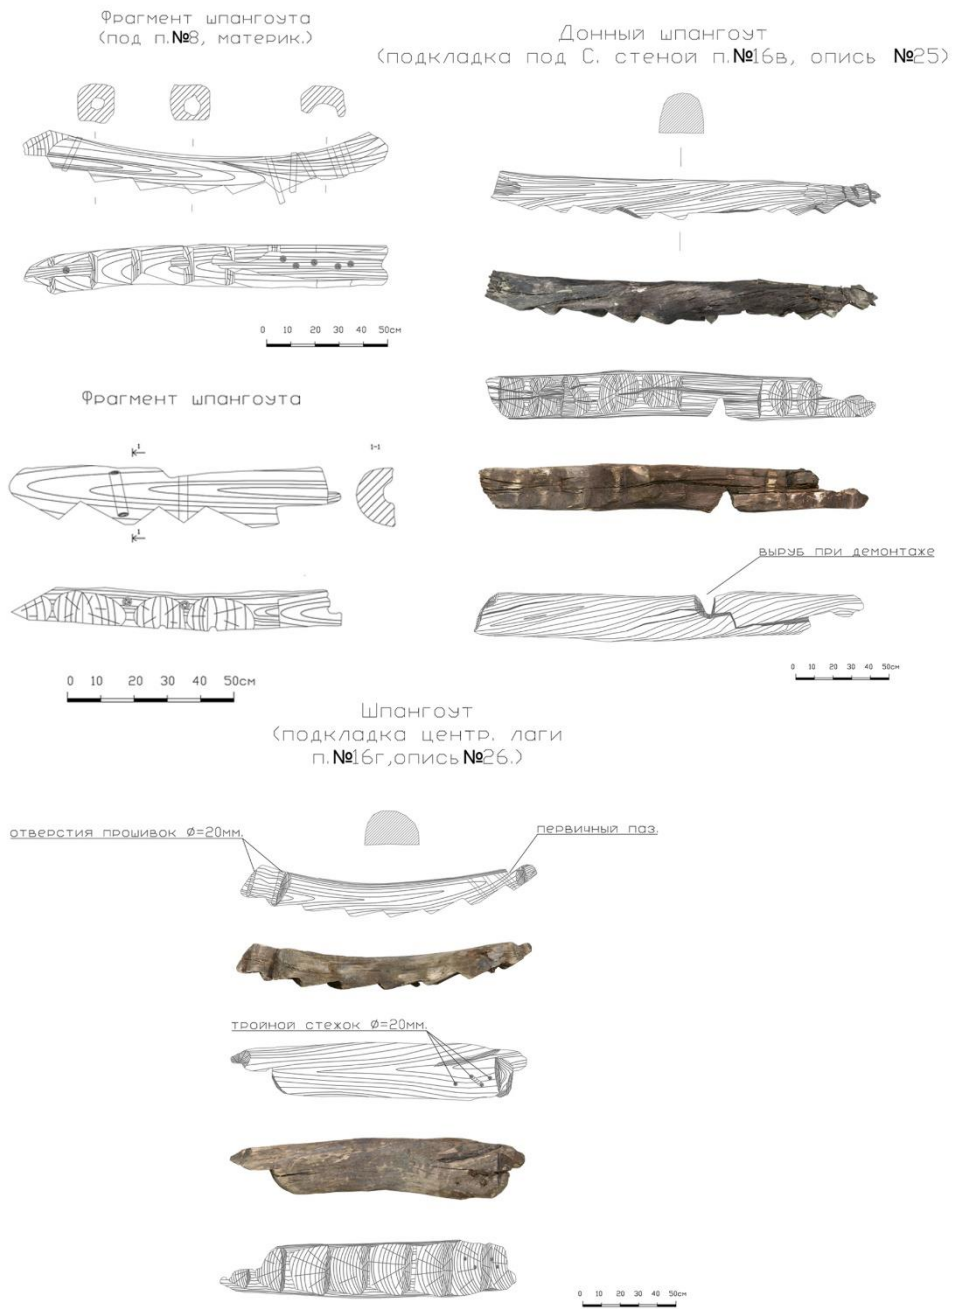 Фрагмент шпангоута
(под п.№8, материк.)
0 10 20 30 40 50см
Донный шпангоут
(подкладка под С. стеной п.№16в, опись №25)
выруб при демонтаже
0 10 20 30 40 50см
Фрагмент шпангоута
1
1-1
1
0 10 20 30 40 50см
Шпангоут
(подкладка центр. лаги
п.№16г,опись№26.)
отверстия прошивок Ø=20мм.
первичный паз.
тройной стежок Ø=20мм.
0 10 20 30 40 50см